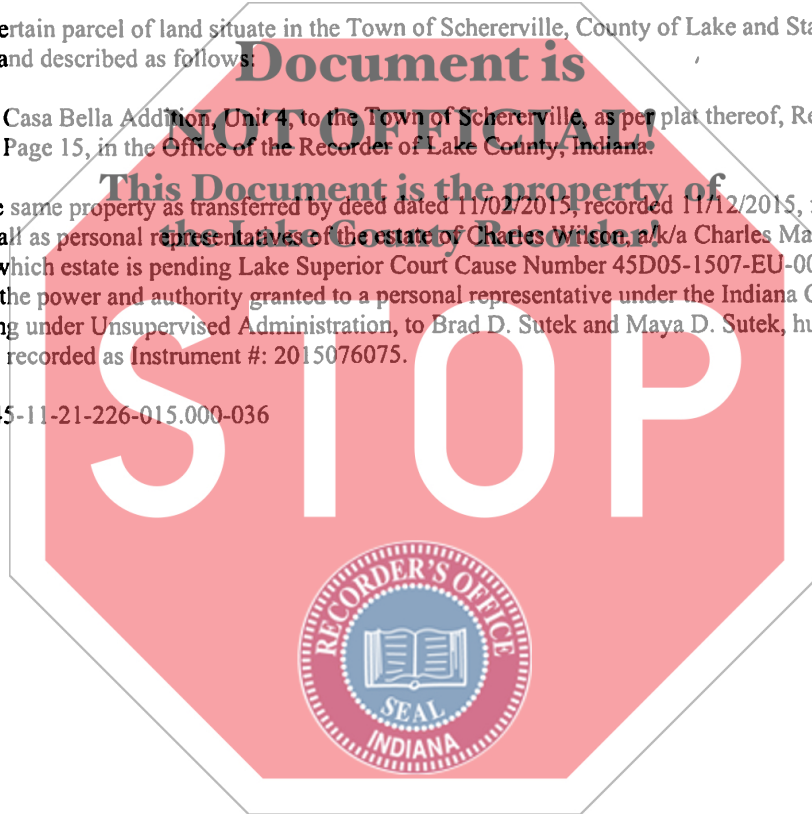 ertain parcel of land situate in the Town of Schererville, County of Lake and Sta
and described as follows:
Document is
Casa Bella Addition, Unit 4, to the Town of Schererville, as per plat thereof, Re
NOT OFFICIAL!
Page 15, in the Office of the Recorder of Lake County, Indiana.
This Document is the property of
same property as transferred by deed dated 11/02/2015, recorded 11/12/2015,
the Lake County Recorder!
all as personal representatives of the estate of Charles Wrison, a/k/a Charles Ma
which estate is pending Lake Superior Court Cause Number 45D05-1507-EU-00
the power and authority granted to a personal representative under the Indiana C
ng under Unsupervised Administration, to Brad D. Sutek and Maya D. Sutek, hu
recorded as Instrument #: 2015076075.
45-11-21-226-015.000-036
STOP
RECORDER'S OFFICE
SEAL
INDIANA